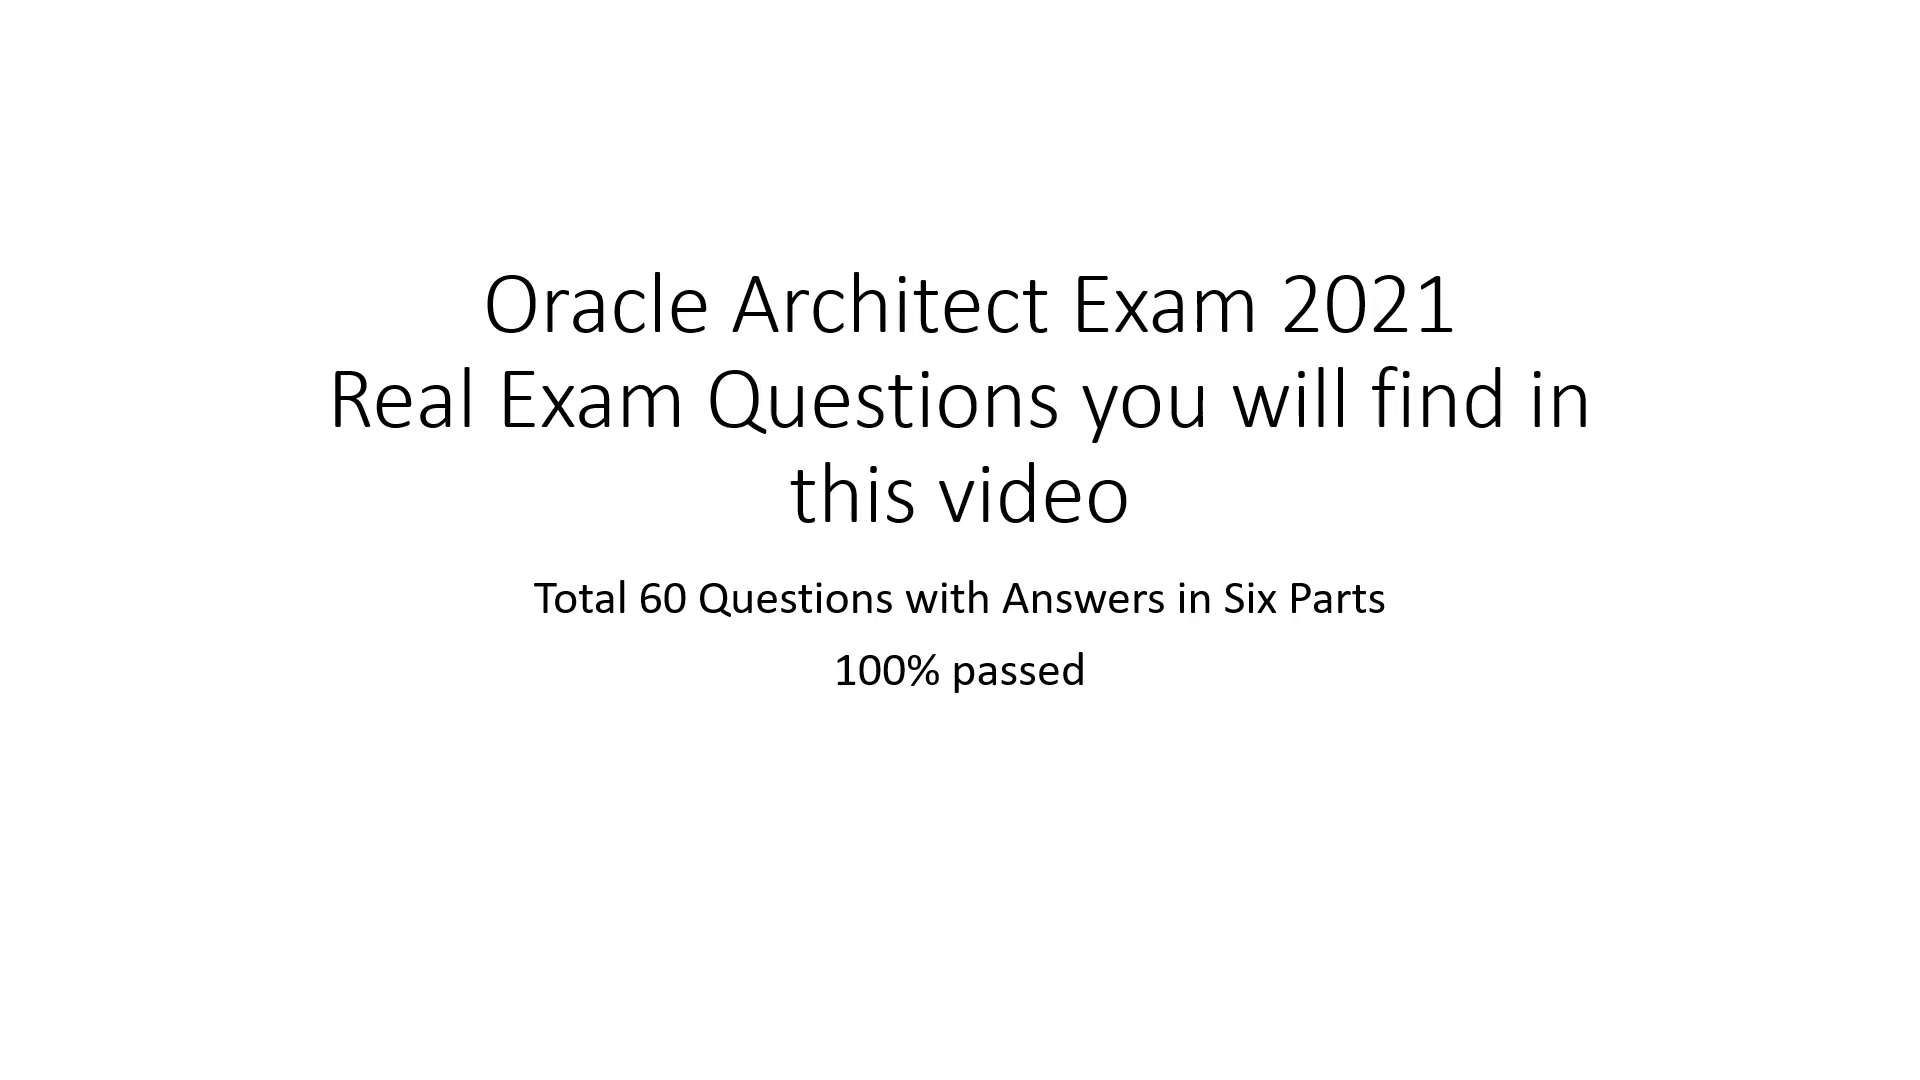 Oracle Architect Exam 2021
Real Exam Questions you will find in
this video
Total 60 Questions with Answers in Six Parts
100% passed